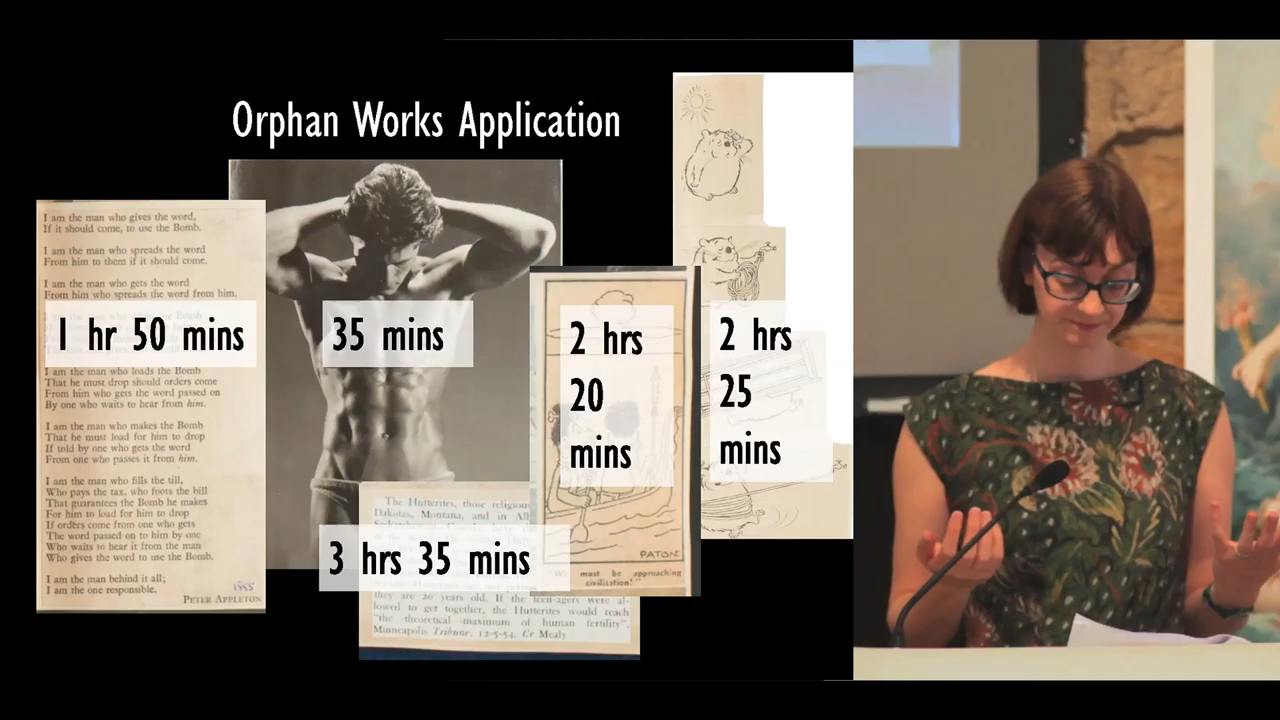 Orphan Works Application
I am the man who gives the word,
If it should come, to use the Bomb.
I am the man who spreads the word
From him to them if it should come.
I am the man who gets the word
From him who spreads the word from him.
1 hr 50 mins
I am the man who loads the Bomb
That he must drop should orders come
From him who gets the word passed on
By one who waits to hear from him.
I am the man who makes the Bomb
That he must load for him to drop
If told by one who gets the word
From one who passes it from him.
I am the man who fills the till,
Who pays the tax, who foots the bill
That guarantees the Bomb he makes
For him to load for him to drop
If orders come from one who gets
The word passed on to him by one
Who waits to hear it from the man
Who gives the word to use the Bomb.
I am the man behind it all;
I am the one responsible.
1955
PETER APPLETON
35 mins
The Hutterites, those religious
Dakotas, Montana, and in Alb
3 hrs 35 mins
they are 20 years old. If the teen-agers were al-
lowed to get together, the Hutterites would reach
"the theoretical maximum of human fertility".
Minneapolis Tribune, 12-5-54. Cr Mealy
2 hrs
20
mins
PATON
must be approaching
civilisation!"
2 hrs
25
mins